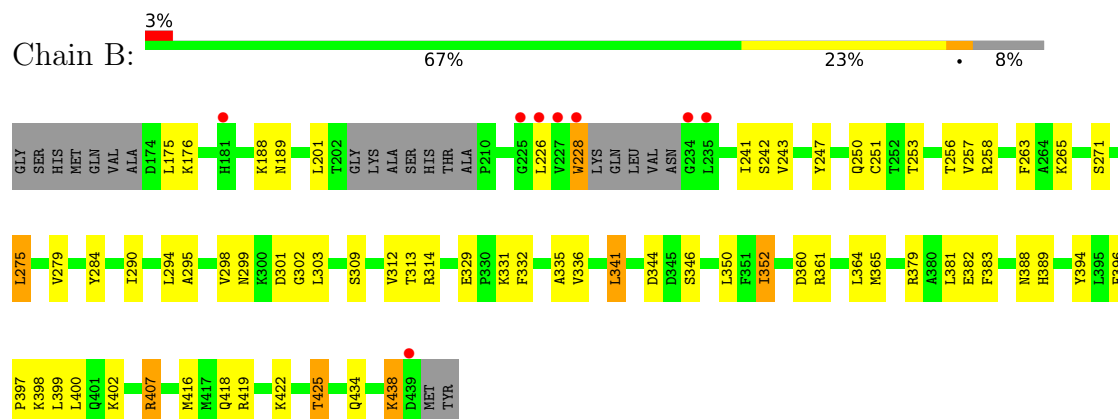 3%
Chain B:
67% 23% • 8%
GLY SER HIS MET GLN VAL ALA D174 L175 K176 H181 K188 N189 L201 T202 GLY LYS ALA SER HIS THR ALA P210 G225 L226 V227 W228 LYS GLN LEU VAL ASN G234 L235 I241 S242 V243 Y247 Q250 C251 T252 T253 T256 V257 R258 F263 A264 K265 S271
L275 V279 Y284 I290 L294 A295 V298 N299 K300 D301 G302 L303 S309 V312 T313 R314 E329 P330 K331 F332 A335 V336 L341 D344 D345 S346 L350 F351 I352 D360 R361 L364 M365 R379 A380 L381 E382 F383 N388 H389 Y394 L395 E396
P397 K398 L399 L400 Q401 K402 R407 M416 M417 Q418 R419 K422 T425 Q434 K438 D439 MET TYR